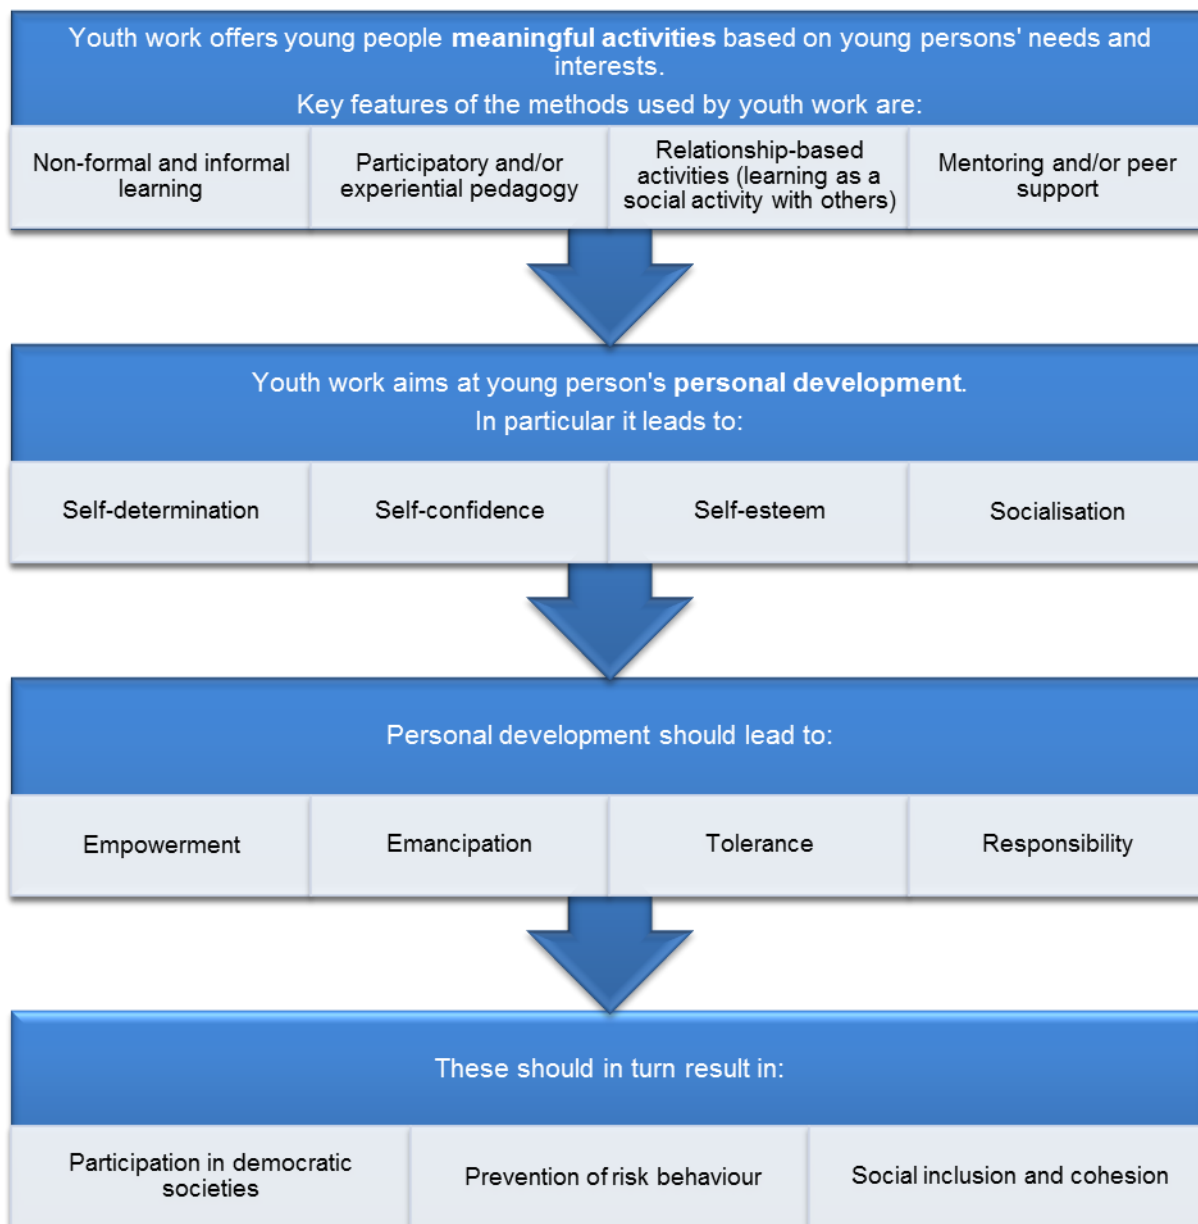 Youth work offers young people meaningful activities based on young persons' needs and
interests.
Key features of the methods used by youth work are:
Non-formal and informal
learning
Participatory and/or
experiential pedagogy
Relationship-based
activities (learning as a
social activity with others)
Mentoring and/or peer
support
Youth work aims at young person's personal development.
In particular it leads to:
Self-determination
Self-confidence
Self-esteem
Socialisation
Personal development should lead to:
Empowerment
Emancipation
Tolerance
Responsibility
These should in turn result in:
Participation in democratic
societies
Prevention of risk behaviour
Social inclusion and cohesion